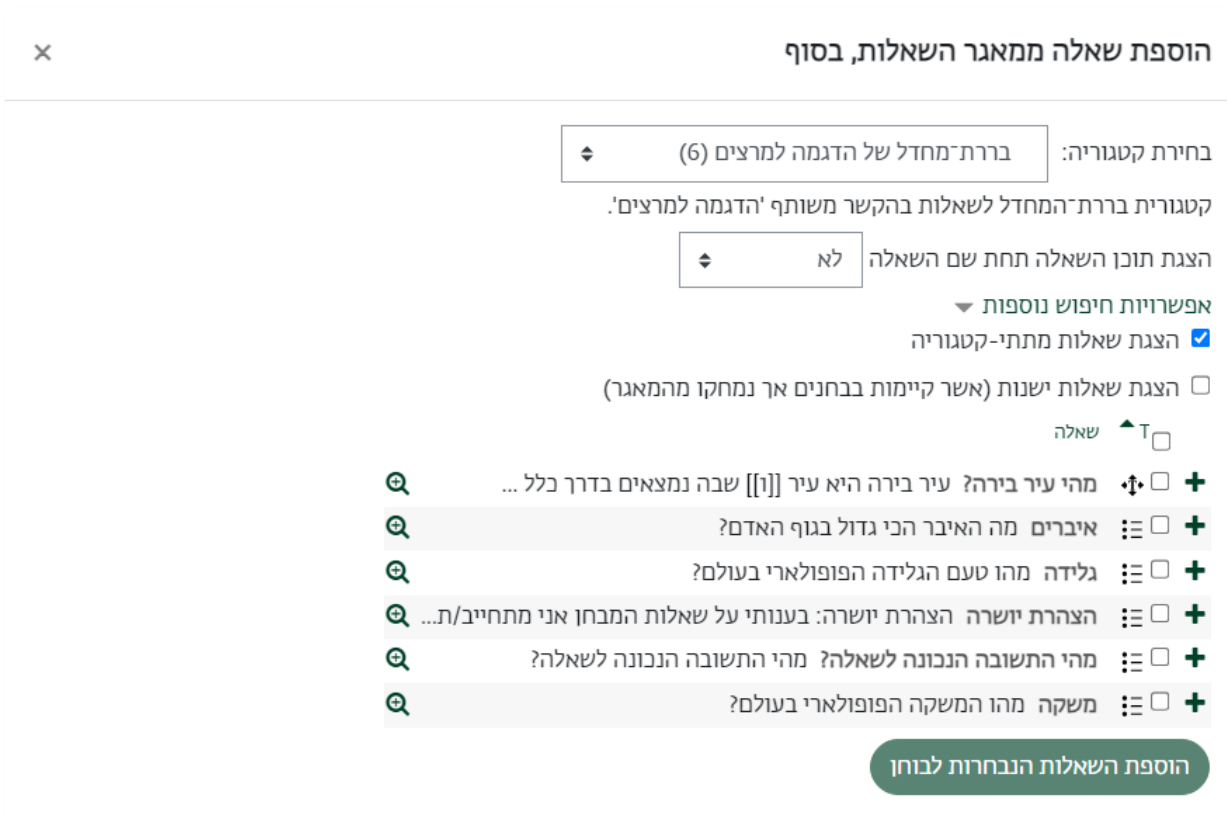 הוספת שאלה ממאגר השאלות, בסוף
בחירת קטגוריה: בררת־מחדל של הדגמה למרצים (6)
קטגורית בררת־המחדל לשאלות בהקשר משותף 'הדגמה למרצים'.
הצגת תוכן השאלה תחת שם השאלה לא
אפשרויות חיפוש נוספות
הצגת שאלות מתתי-קטגוריה
הצגת שאלות ישנות (אשר קיימות בבחנים אך נמחקו מהמאגר)
T שאלה
מהי עיר בירה? עיר בירה היא עיר [[1]] שבה נמצאים בדרך כלל ...
איברים מה האיבר הכי גדול בגוף האדם?
גלידה מהו טעם הגלידה הפופולארי בעולם?
הצהרת יושרה הצהרת יושרה: בענותי על שאלות המבחן אני מתחייב/ת...
מהי התשובה הנכונה לשאלה? מהי התשובה הנכונה לשאלה?
משקה מהו המשקה הפופולארי בעולם?
הוספת השאלות הנבחרות לבוחן